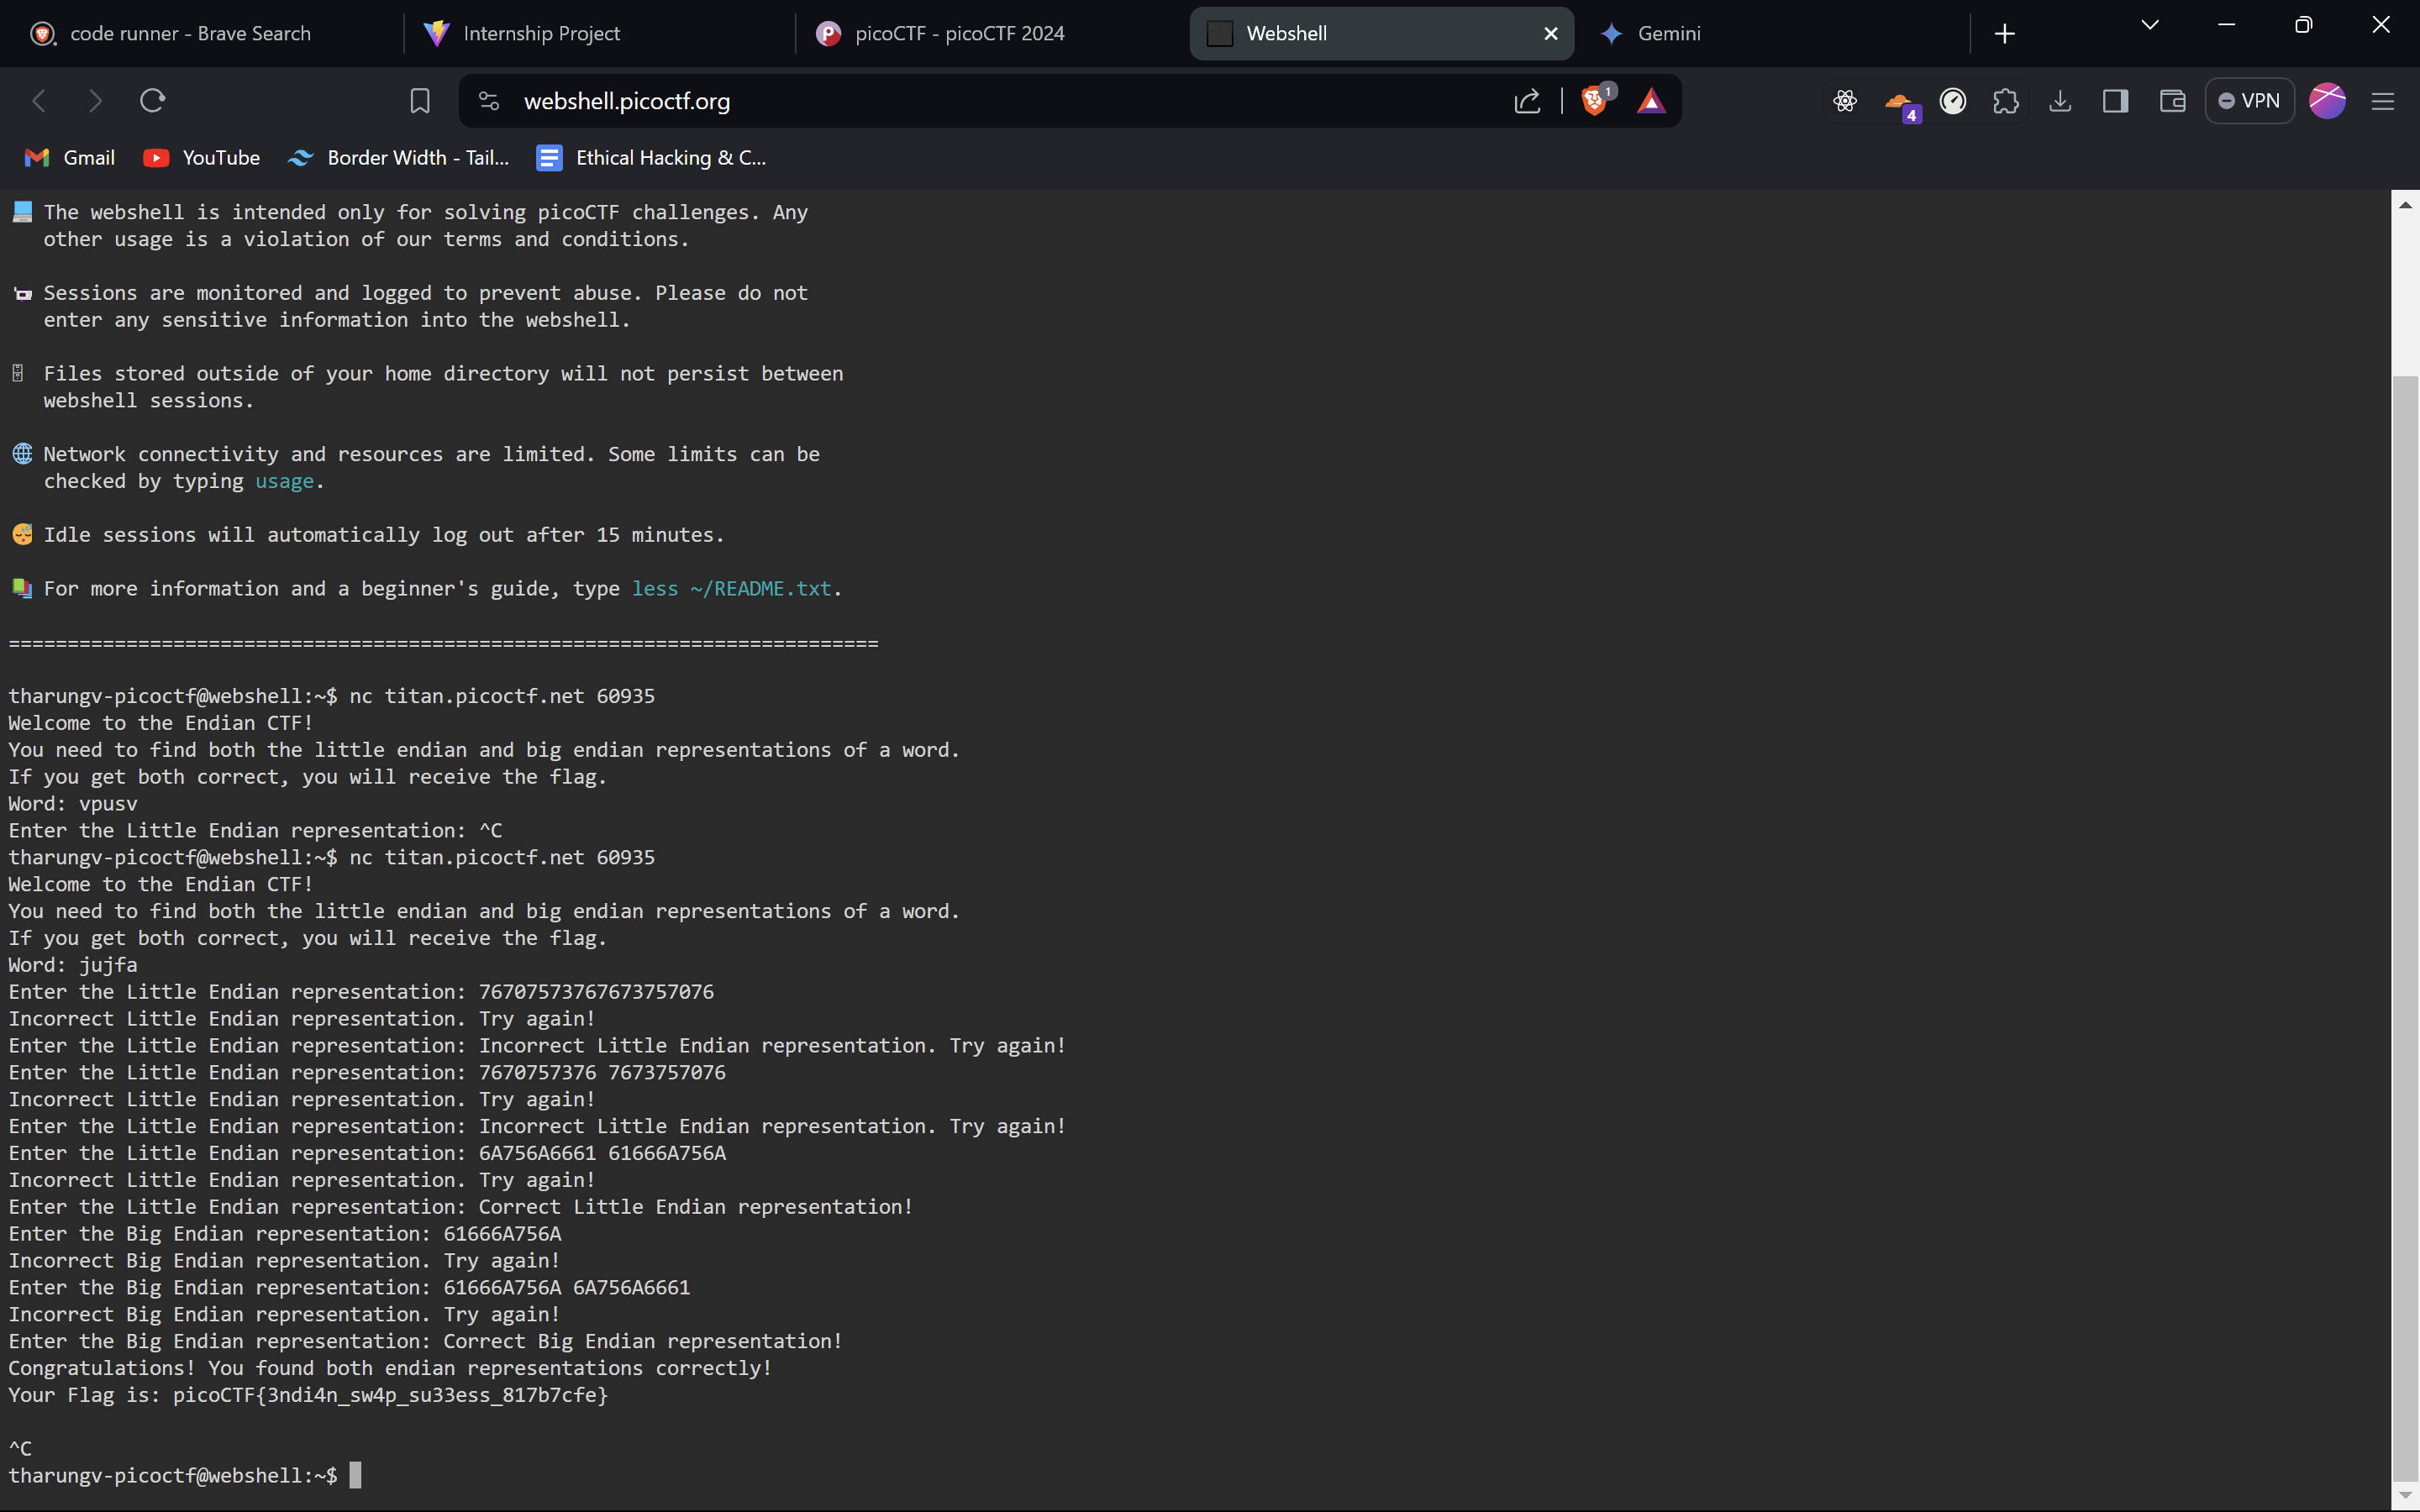 code runner - Brave Search
Internship Project
picoCTF - picoCTF 2024
Webshell
Gemini
webshell.picoctf.org
1
4
VPN
Gmail
YouTube
Border Width - Tail...
Ethical Hacking & C...
The webshell is intended only for solving picoCTF challenges. Any
other usage is a violation of our terms and conditions.
Sessions are monitored and logged to prevent abuse. Please do not
enter any sensitive information into the webshell.
Files stored outside of your home directory will not persist between
webshell sessions.
Network connectivity and resources are limited. Some limits can be
checked by typing usage.
Idle sessions will automatically log out after 15 minutes.
For more information and a beginner's guide, type less ~/README.txt.
==========================================================================
tharungv-picoctf@webshell:~$ nc titan.picoctf.net 60935
Welcome to the Endian CTF!
You need to find both the little endian and big endian representations of a word.
If you get both correct, you will receive the flag.
Word: vpusv
Enter the Little Endian representation: ^C
tharungv-picoctf@webshell:~$ nc titan.picoctf.net 60935
Welcome to the Endian CTF!
You need to find both the little endian and big endian representations of a word.
If you get both correct, you will receive the flag.
Word: jujfa
Enter the Little Endian representation: 76707573767673757076
Incorrect Little Endian representation. Try again!
Enter the Little Endian representation: Incorrect Little Endian representation. Try again!
Enter the Little Endian representation: 7670757376 7673757076
Incorrect Little Endian representation. Try again!
Enter the Little Endian representation: Incorrect Little Endian representation. Try again!
Enter the Little Endian representation: 6A756A6661 61666A756A
Incorrect Little Endian representation. Try again!
Enter the Little Endian representation: Correct Little Endian representation!
Enter the Big Endian representation: 61666A756A
Incorrect Big Endian representation. Try again!
Enter the Big Endian representation: 61666A756A 6A756A6661
Incorrect Big Endian representation. Try again!
Enter the Big Endian representation: Correct Big Endian representation!
Congratulations! You found both endian representations correctly!
Your Flag is: picoCTF{3ndi4n_sw4p_su33ess_817b7cfe}
^C
tharungv-picoctf@webshell:~$